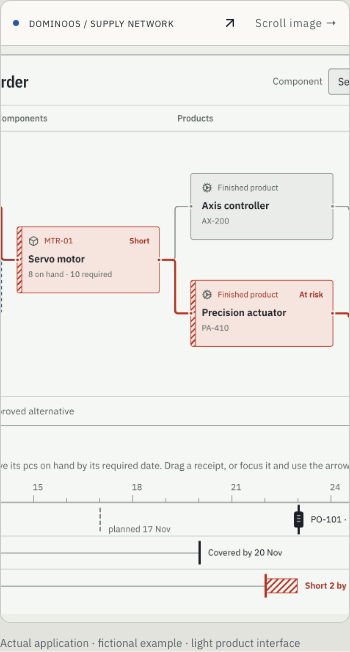 DOMINOOS / SUPPLY NETWORK
Scroll image →
rder
Component
Se
omponents
Products
Finished product
Axis controller
AX-200
MTR-01
Short
Servo motor
8 on hand · 10 required
Finished product
At risk
Precision actuator
PA-410
roved alternative
ve its pcs on hand by its required date. Drag a receipt, or focus it and use the arrow
15
18
21
24
planned 17 Nov
PO-101 ·
Covered by 20 Nov
Short 2 by
Actual application · fictional example · light product interface